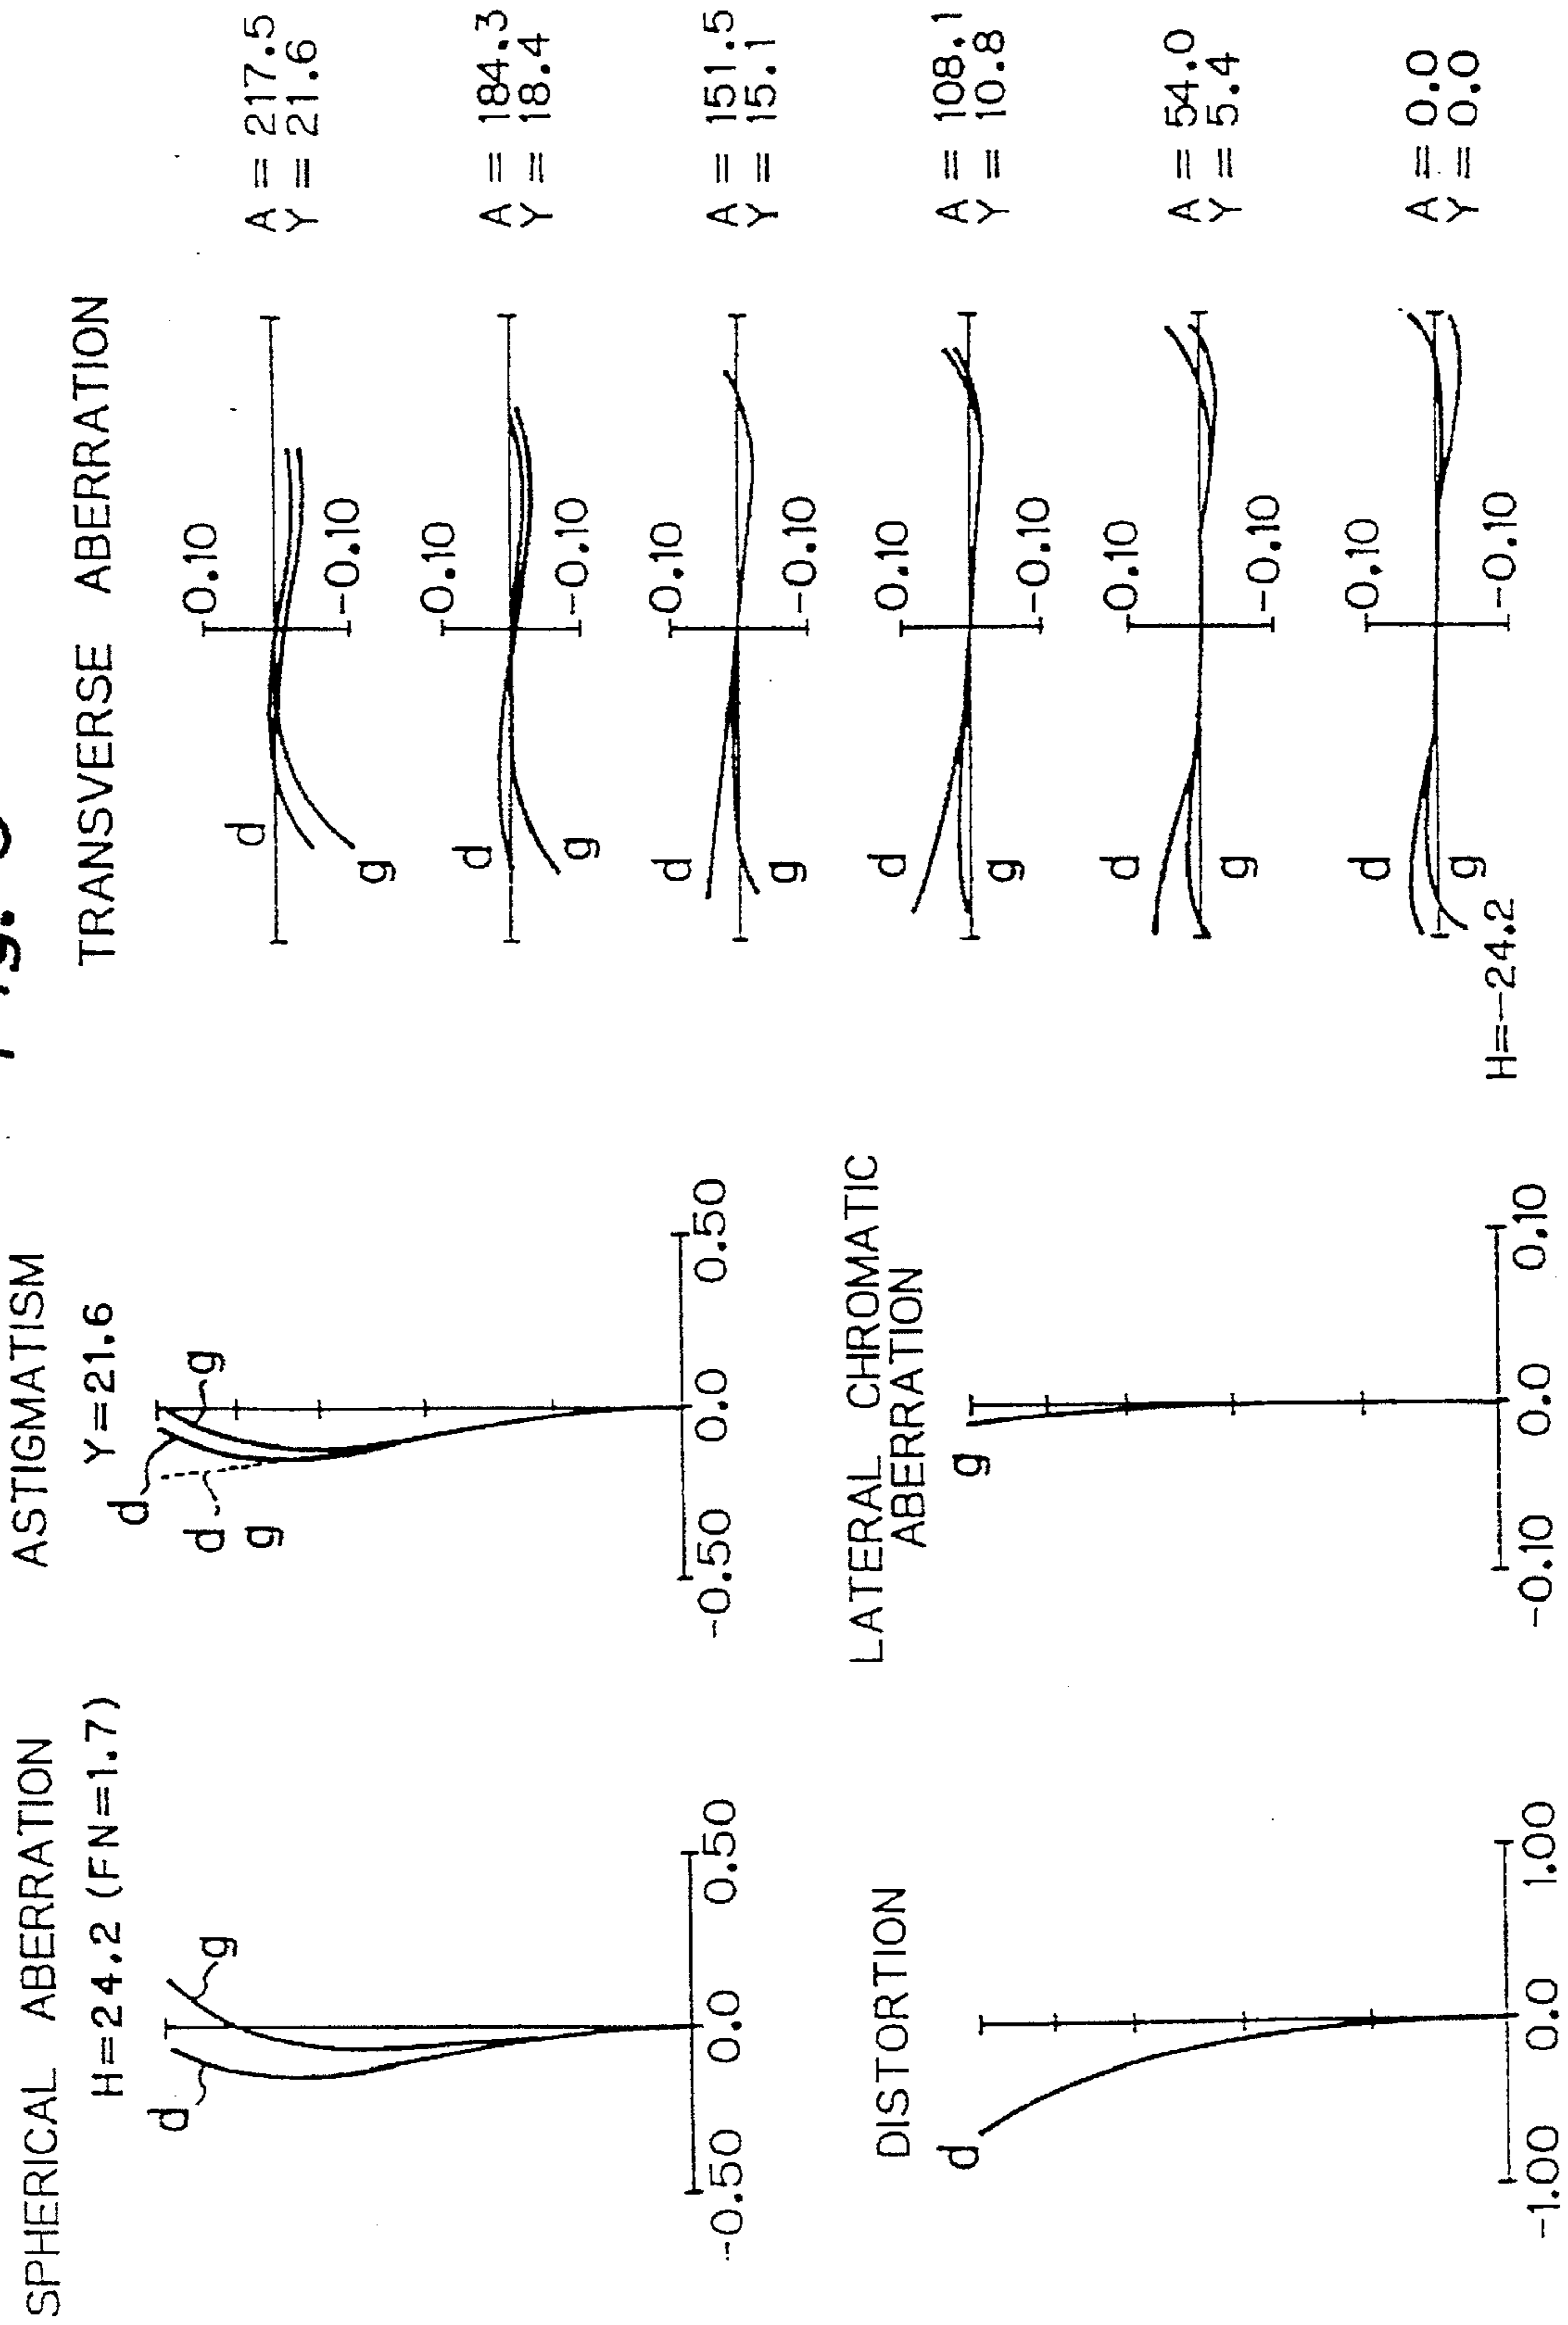 Fig.
SPHERICAL ABERRATION
H=24.2 (FN=1.7)
d
g
-0.50
0.0
0.50
ASTIGMATISM
Y=21.6
d
g
d
g
-0.50
0.0
0.50
DISTORTION
d
-1.00
0.0
1.00
LATERAL CHROMATIC
ABERRATION
g
-0.10
0.0
0.10
TRANSVERSE ABERRATION
0.10
d
g
-0.10
A = 217.5
Y = 21.6
0.10
d
g
-0.10
A = 184.3
Y = 18.4
0.10
d
g
-0.10
A = 151.5
Y = 15.1
0.10
d
g
-0.10
A = 108.1
Y = 10.8
0.10
d
g
-0.10
A = 54.0
Y = 5.4
0.10
d
g
-0.10
A = 0.0
Y = 0.0
H=-24.2